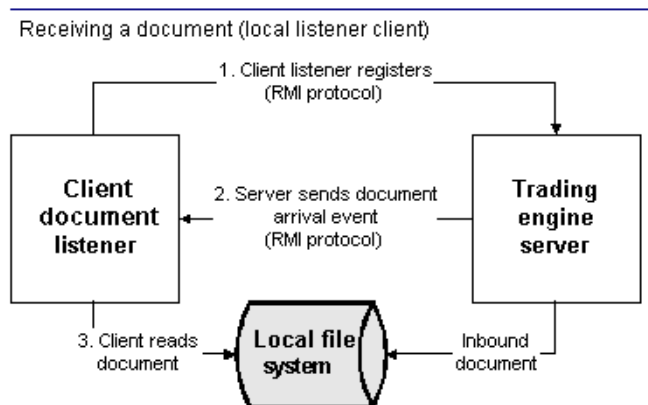 Receiving a document (local listener client)
1. Client listener registers
(RMI protocol)
Client
document
listener
2. Server sends document
arrival event
(RMI protocol)
Trading
engine
server
3. Client reads
document
Local file
system
Inbound
document